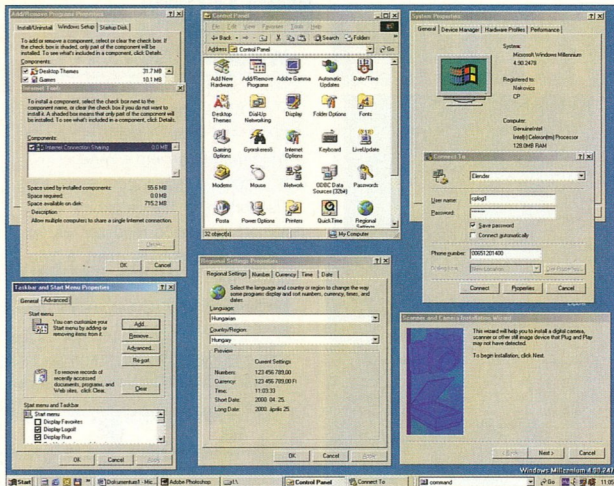 Add/Remove Programs Properties
Install/Uninstall Windows Setup Startup Disk
To add or remove a component, select or clear the check box. If
the check box is shaded, only part of the component will be
installed. To see what's included in a component, click Details.
Components:
Desktop Themes 31.7 MB
Games 10.1 MB
Internet Tools
To install a component, select the check box next to the
component name, or clear the check box if you do not want to
install it. A shaded box means that only part of the component will
be installed. To see what's included in a component, click Details.
Components:
Internet Connection Sharing 0.0 MB
Space used by installed components: 55.6 MB
Space required: 0.0 MB
Space available on disk: 715.2 MB
Description
Allow multiple computers to share a single Internet connection.
Details...
OK Cancel
Control Panel
File Edit View Favorites Tools Help
Back Search Folders
Address Control Panel Go
Add New Hardware
Add/Remove Programs
Adobe Gamma
Automatic Updates
Date/Time
Desktop Themes
Dial-Up Networking
Display
Folder Options
Fonts
Gaming Options
Internet Options
Keyboard
LiveUpdate
Modems
Mouse
Network
ODBC Data Sources (32bit)
Passwords
Posta
Power Options
Printers
QuickTime
Regional Settings
32 object(s) My Computer
System Properties
General Device Manager Hardware Profiles Performance
System:
Microsoft Windows Millennium
4.90.2479
Registered to:
Nakovicz
CP
Computer:
GenuineIntel
Intel(r) Celeron(tm) Processor
128.0MB RAM
Connect To
Elender
User name:
Password:
Save password
Connect automatically
Phone number: 00651201400
Connect Properties Cancel
Taskbar and Start Menu Properties
General Advanced
Start menu
You can customize your
Start menu by adding or
removing items from it.
Add...
Remove...
Advanced...
Re-sort
To remove records of
recently accessed
documents, programs, and
Web sites, click Clear.
Clear
Start menu and Taskbar
Start menu
Display Favorites
Display Logoff
Display Run
OK Cancel Apply
Regional Settings Properties
Regional Settings Number Currency Time Date
Select the language and country or region to change the way
some programs display and sort numbers, currency, times, and
dates.
Language:
Hungarian
Country/Region:
Hungary
Preview
Current Settings
Numbers: 123 456 789,00
Currency: 123 456 789,00 Ft
Time: 11:03:33
Short Date: 2000. 04. 25.
Long Date: 2000. április 25.
OK Cancel Apply
Scanner and Camera Installation Wizard
This wizard will help you to install a digital camera,
scanner or other still image device that Plug and Play
may not have detected.
To begin installation, click Next.
< Back Next > Cancel
Windows Millennium 4.90.247
Start Dokumentum1 - Mic... Adobe Photoshop Control Panel Connect To command Go